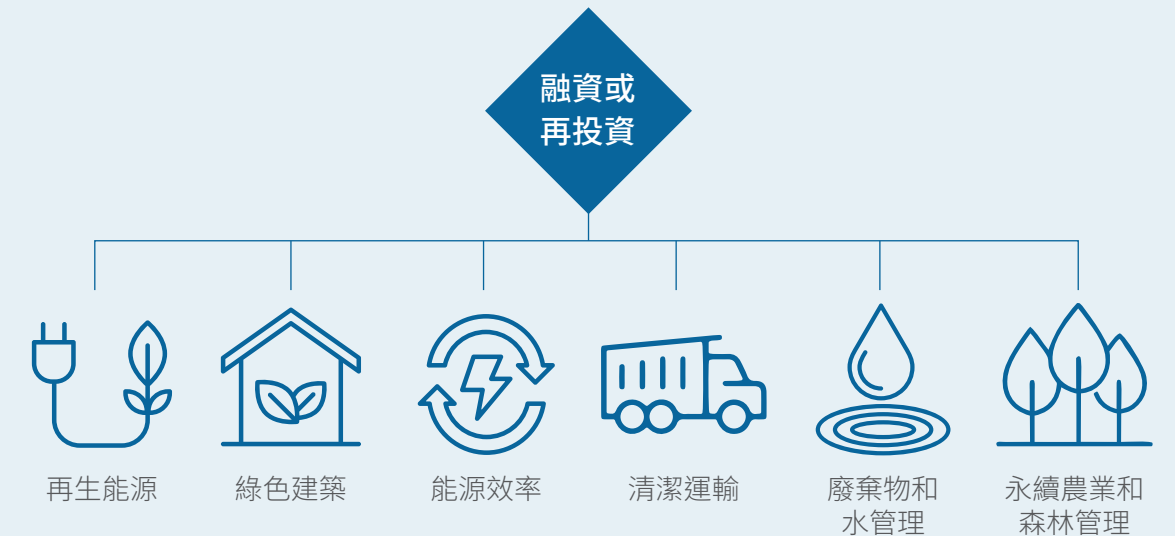 融資或
再投資
再生能源
綠色建築
能源效率
清潔運輸
廢棄物和
水管理
永續農業和
森林管理